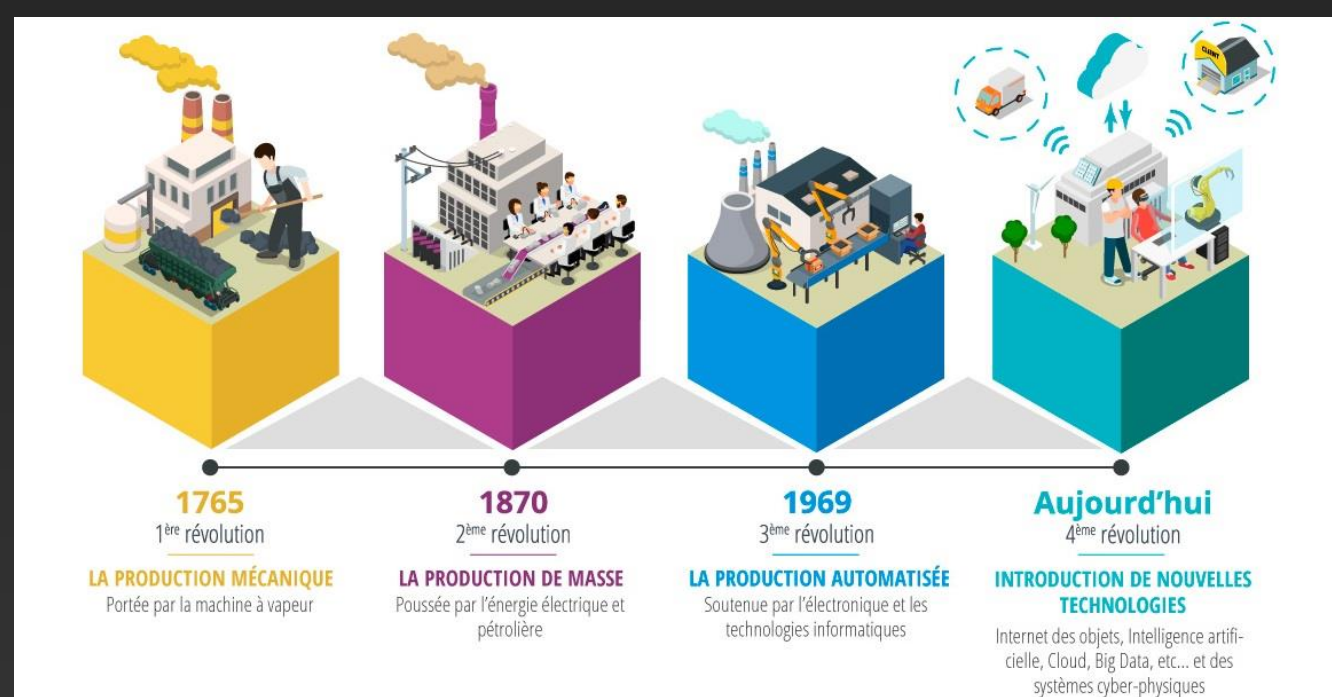 CLIENT
1765
1ère révolution
LA PRODUCTION MÉCANIQUE
Portée par la machine à vapeur
1870
2ème révolution
LA PRODUCTION DE MASSE
Poussée par l'énergie électrique et
pétrolière
1969
3ème révolution
LA PRODUCTION AUTOMATISÉE
Soutenue par l'électronique et les
technologies informatiques
Aujourd'hui
4ème révolution
INTRODUCTION DE NOUVELLES
TECHNOLOGIES
Internet des objets, Intelligence artifi-
cielle, Cloud, Big Data, etc... et des
systèmes cyber-physiques